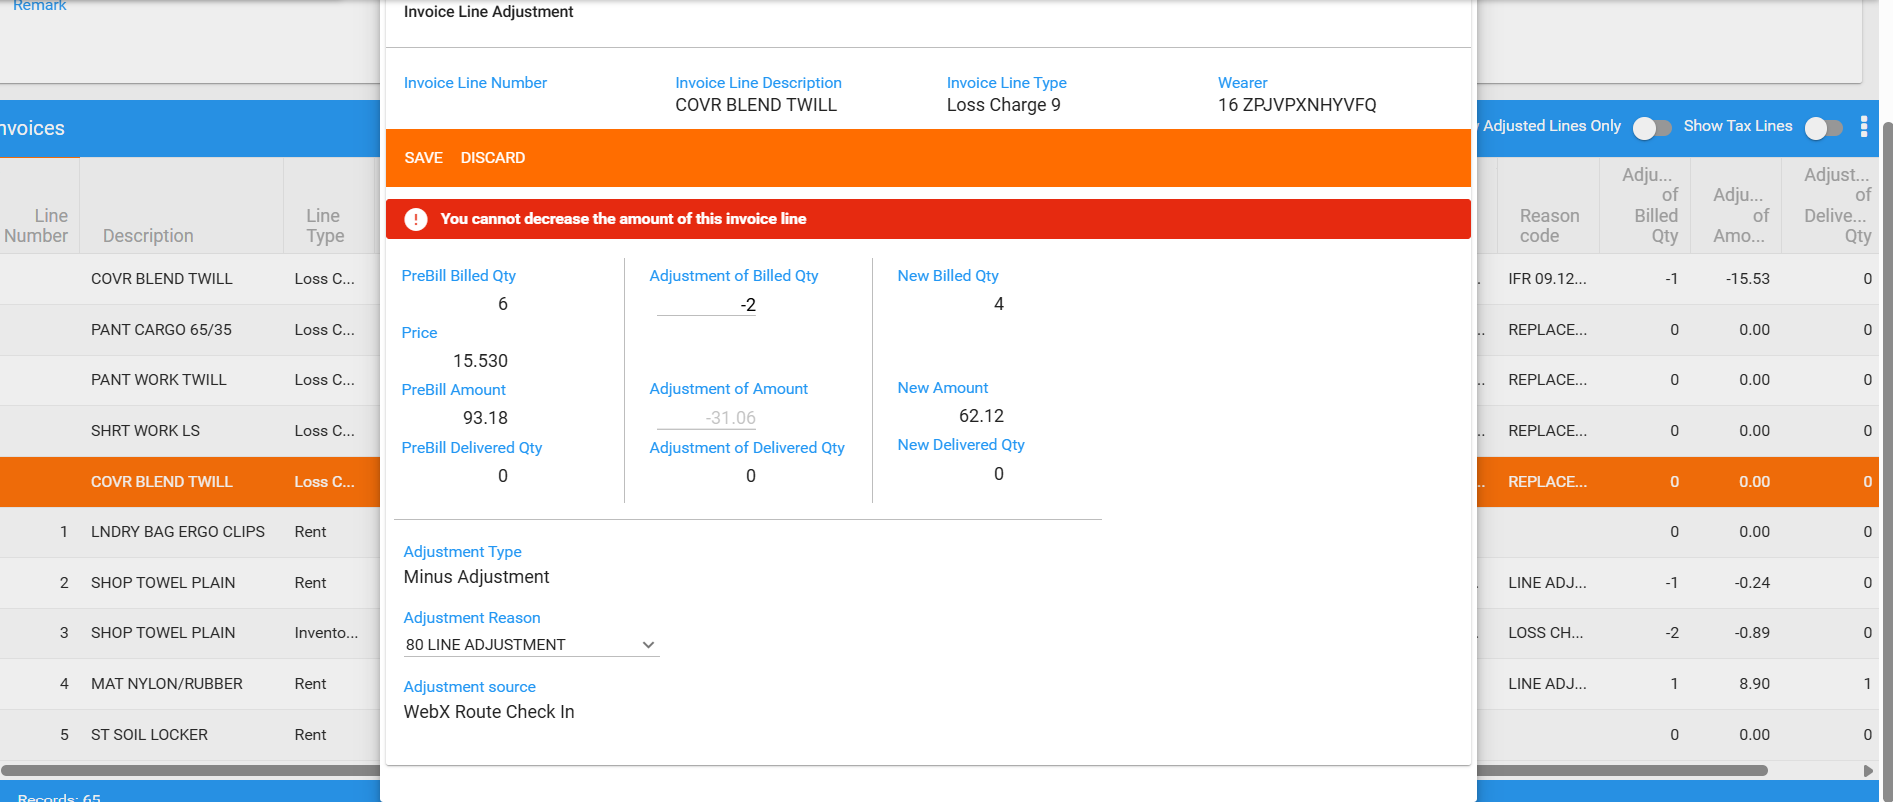 Remark
Invoice Line Adjustment
Invoice Line Number
Invoice Line Description
COVR BLEND TWILL
Invoice Line Type
Loss Charge 9
Wearer
16 ZPJVPXNHYVFQ
nvoices
Adjusted Lines Only
Show Tax Lines
SAVE DISCARD
You cannot decrease the amount of this invoice line
Line
Number
Description
Line
Type
Reason
code
Adju...
of
Billed
Qty
Adju...
of
Amo...
Adjust...
of
Delive...
Qty
COVR BLEND TWILL Loss C... IFR 09.12... -1 -15.53 0
PANT CARGO 65/35 Loss C... REPLACE... 0 0.00 0
PANT WORK TWILL Loss C... REPLACE... 0 0.00 0
SHRT WORK LS Loss C... REPLACE... 0 0.00 0
COVR BLEND TWILL Loss C... REPLACE... 0 0.00 0
1 LNDRY BAG ERGO CLIPS Rent 0 0.00 0
2 SHOP TOWEL PLAIN Rent LINE ADJ... -1 -0.24 0
3 SHOP TOWEL PLAIN Invento... LOSS CH... -2 -0.89 0
4 MAT NYLON/RUBBER Rent LINE ADJ... 1 8.90 1
5 ST SOIL LOCKER Rent 0 0.00 0
PreBill Billed Qty
6
Price
15.530
PreBill Amount
93.18
PreBill Delivered Qty
0
Adjustment of Billed Qty
-2
Adjustment of Amount
-31.06
Adjustment of Delivered Qty
0
New Billed Qty
4
New Amount
62.12
New Delivered Qty
0
Adjustment Type
Minus Adjustment
Adjustment Reason
80 LINE ADJUSTMENT
Adjustment source
WebX Route Check In
Records: 65